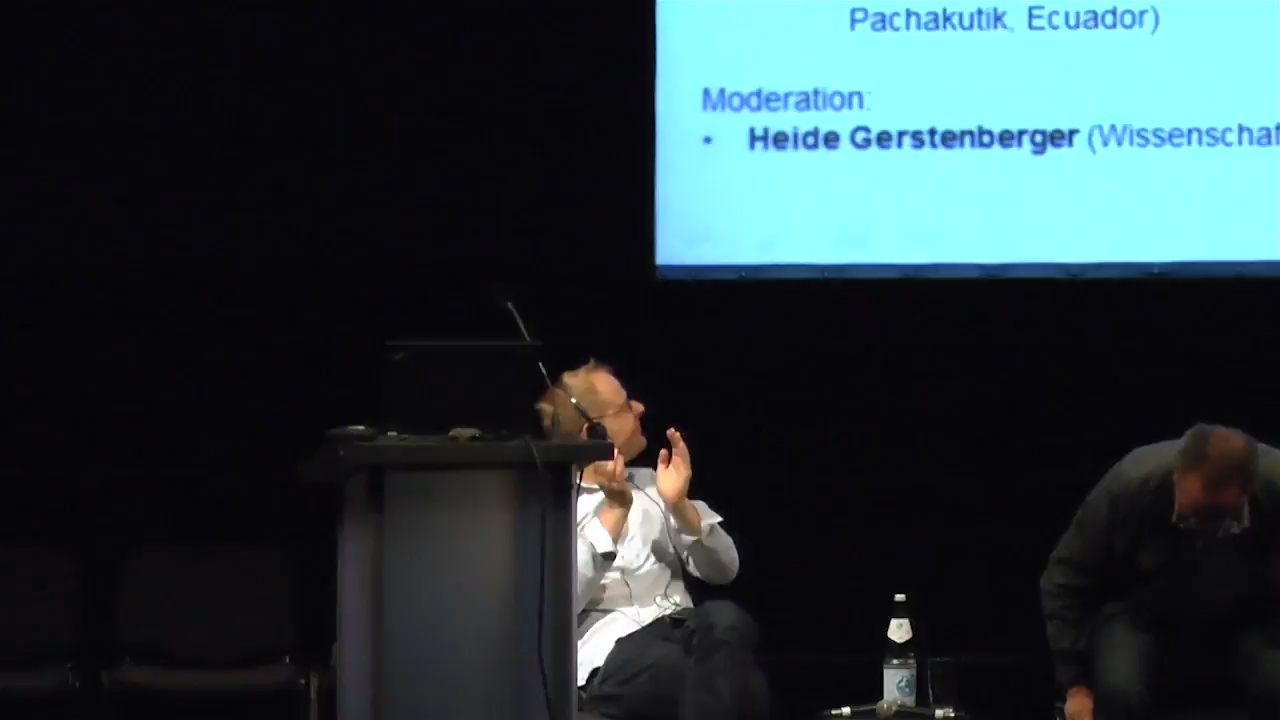 Pachakutik, Ecuador)
Moderation:
• Heide Gerstenberger (Wissenschaf